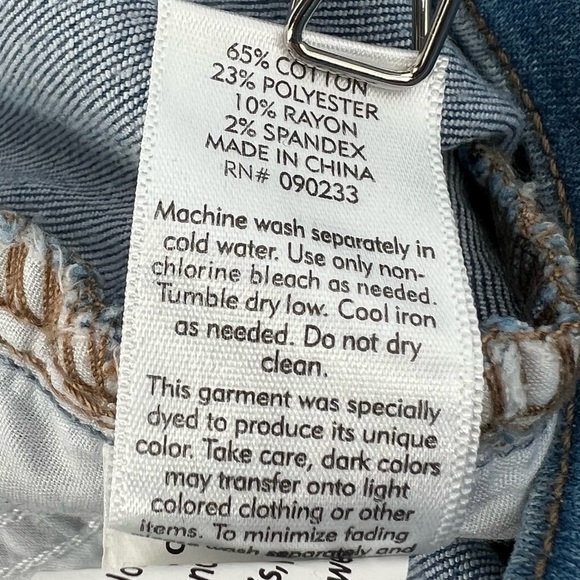 65% COTTON
23% POLYESTER
10% RAYON
2% SPANDEX
MADE IN CHINA
RN# 090233
Machine wash separately in
cold water. Use only non-
chlorine bleach as needed.
Tumble dry low. Cool iron
as needed. Do not dry
clean.
This garment was specially
dyed to produce its unique
color. Take care, dark colors
may transfer onto light
colored clothing or other
items. To minimize fading
wash separately and